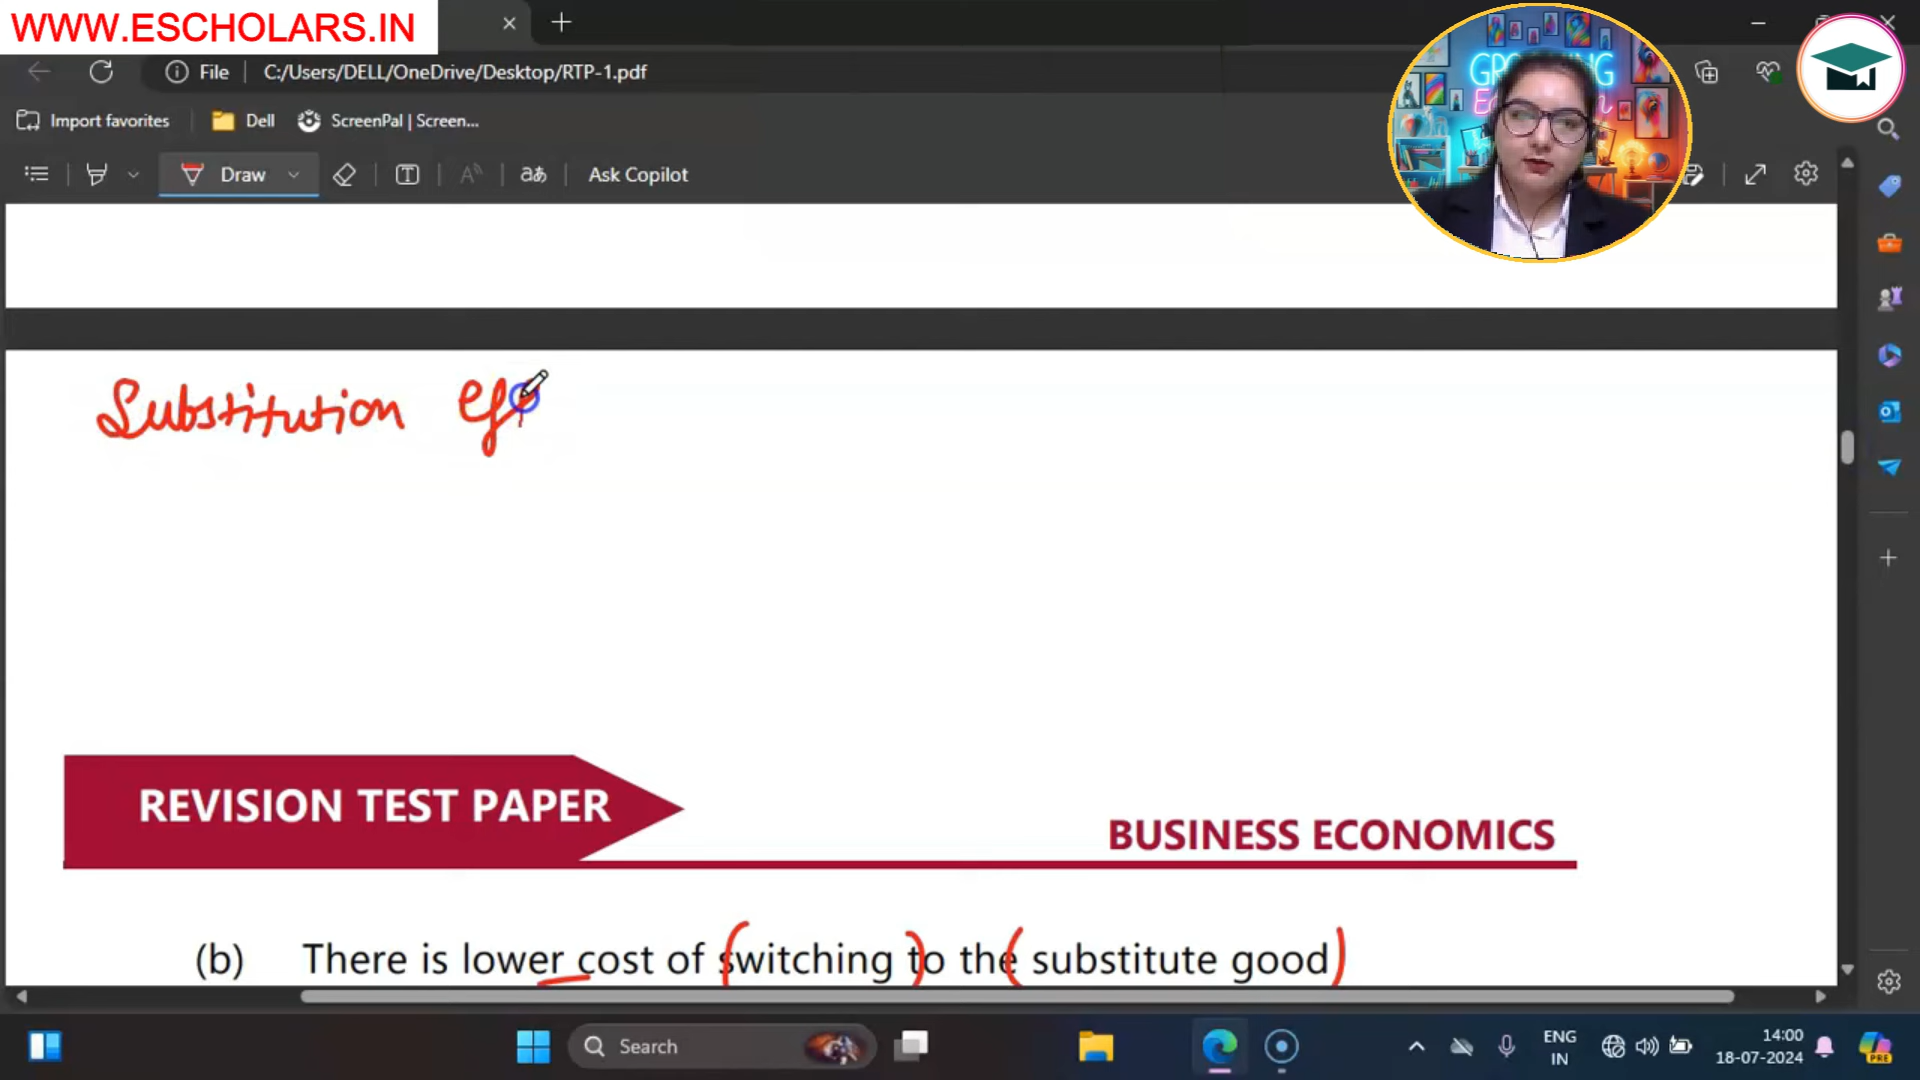 WWW.ESCHOLARS.IN
File C:/Users/DELL/OneDrive/Desktop/RTP-1.pdf
Import favorites Dell ScreenPal | Screen...
Draw Ask Copilot
Substitution eff
REVISION TEST PAPER
BUSINESS ECONOMICS
(b) There is lower cost of switching to the substitute good
Search
ENG
IN
14:00
18-07-2024
PRE